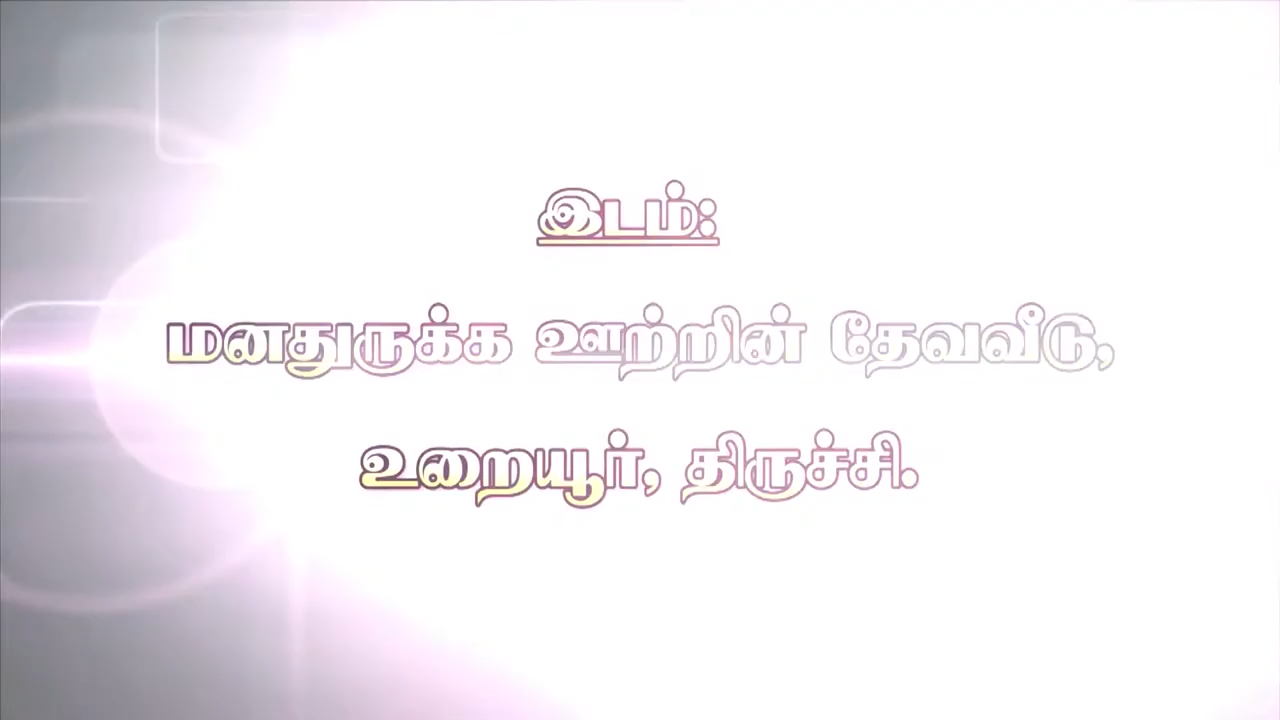 இடம்:
மனதுருக்க ஊற்றின் தேவவீடு,
உறையூர், திருச்சி.